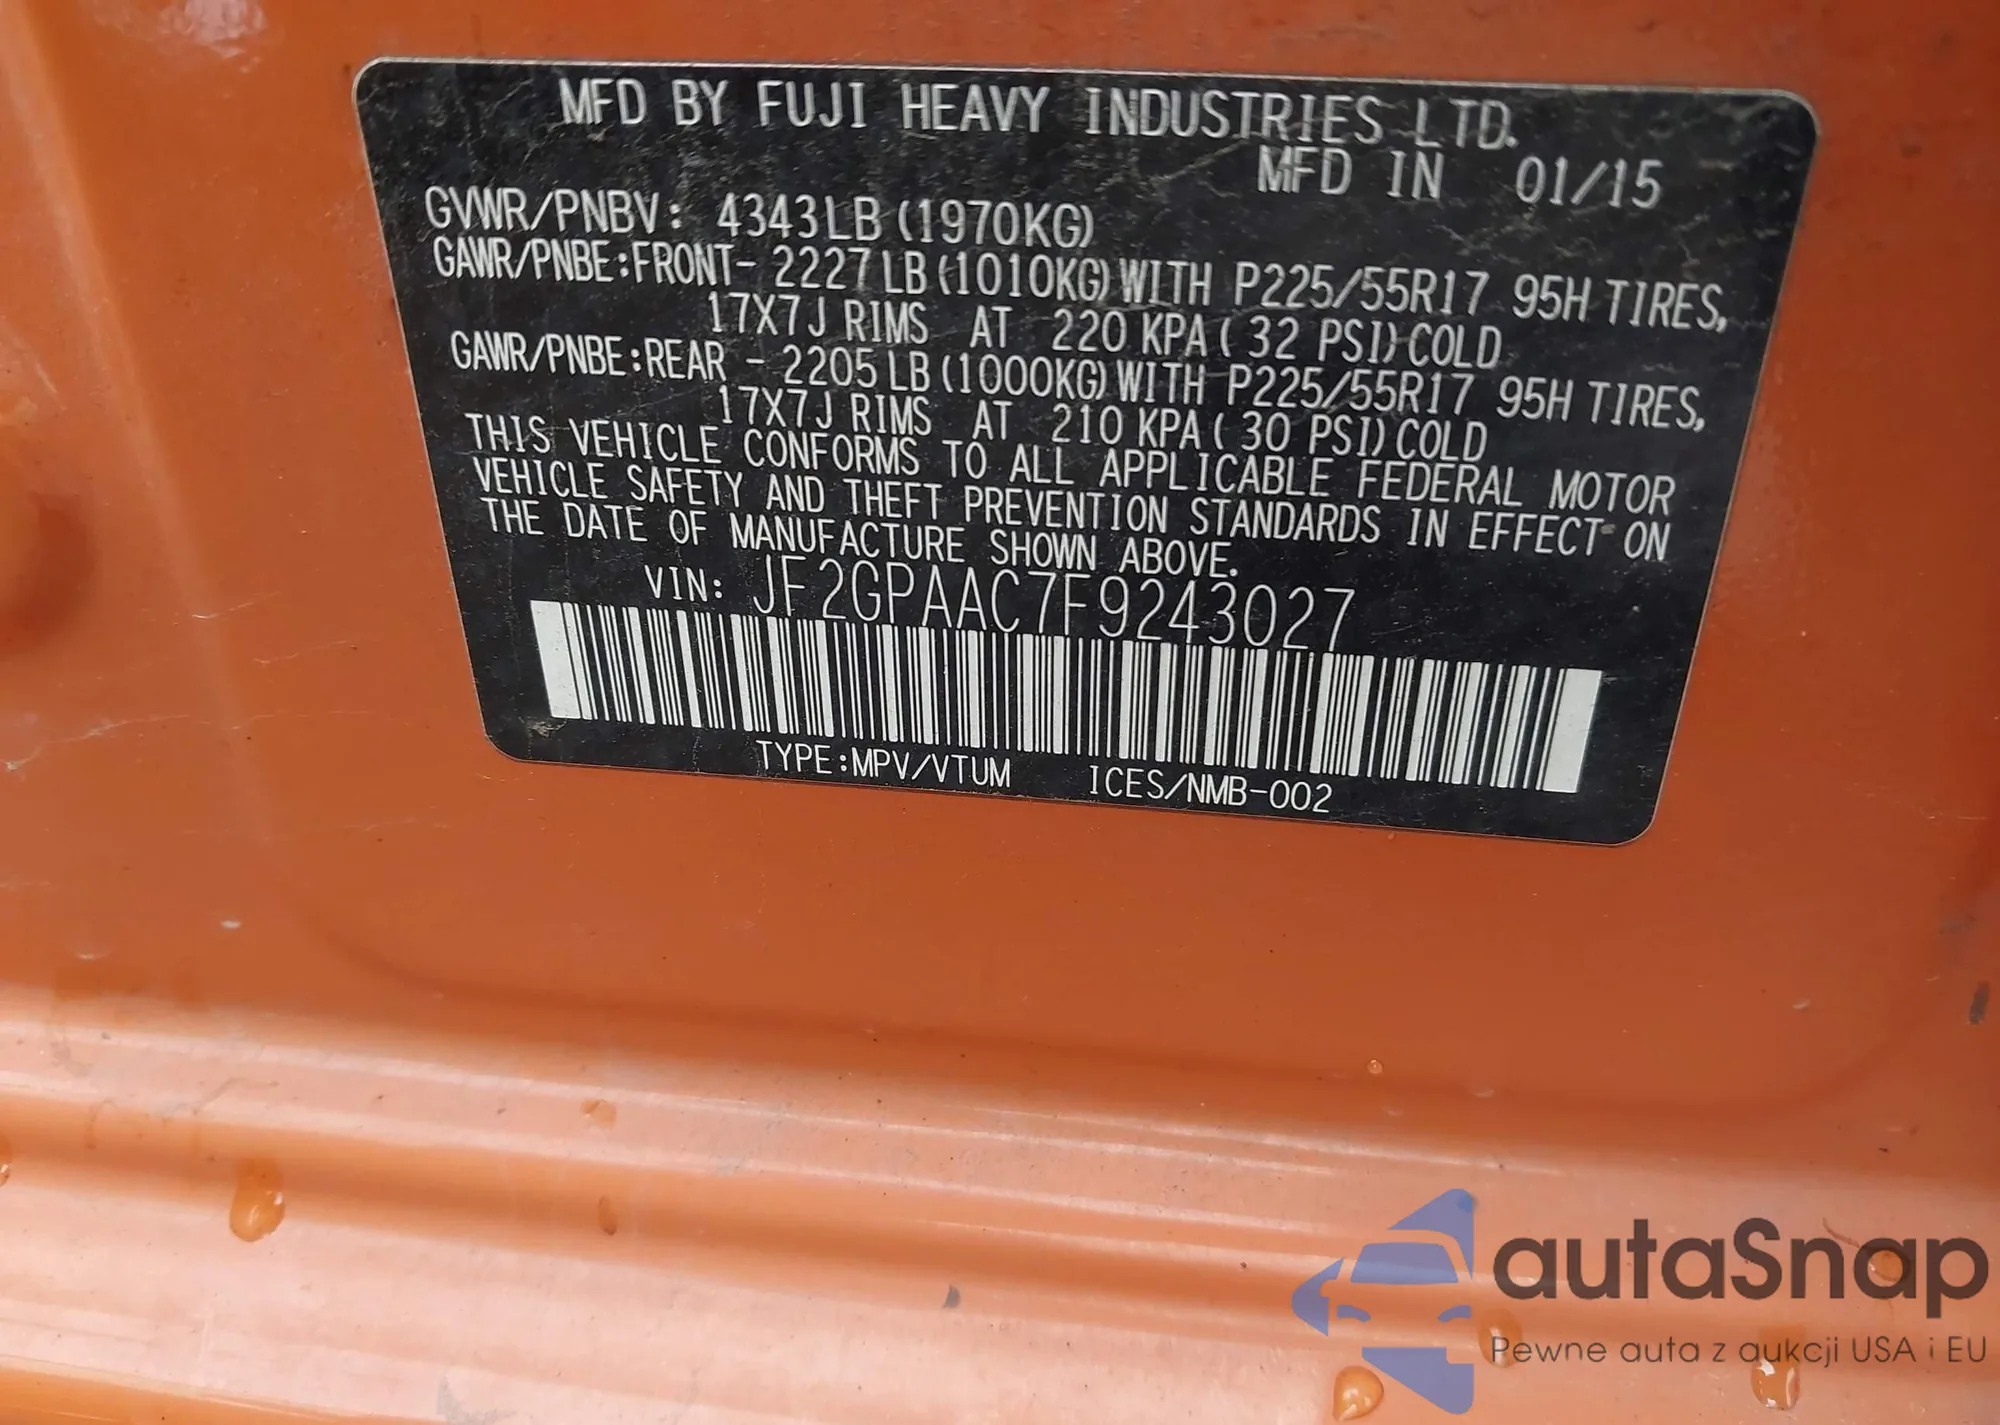 MFD BY FUJI HEAVY INDUSTRIES LTD.
MFD IN 01/15
GVWR/PNBV: 4343LB (1970KG)
GAWR/PNBE:FRONT- 2227LB (1010KG) WITH P225/55R17 95H TIRES,
17X7J RIMS AT 220 KPA ( 32 PSI) COLD
GAWR/PNBE:REAR - 2205LB (1000KG) WITH P225/55R17 95H TIRES,
17X7J RIMS AT 210 KPA ( 30 PSI) COLD
THIS VEHICLE CONFORMS TO ALL APPLICABLE FEDERAL MOTOR
VEHICLE SAFETY AND THEFT PREVENTION STANDARDS IN EFFECT ON
THE DATE OF MANUFACTURE SHOWN ABOVE.
VIN: JF2GPAAC7F9243027
TYPE:MPV/VTUM ICES/NMB-002
autaSnap
Pewne auta z aukcji USA i EU